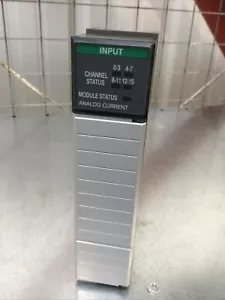 INPUT
0-3 4-7
CHANNEL
STATUS 8-11 12-15
MODULE STATUS
ANALOG CURRENT